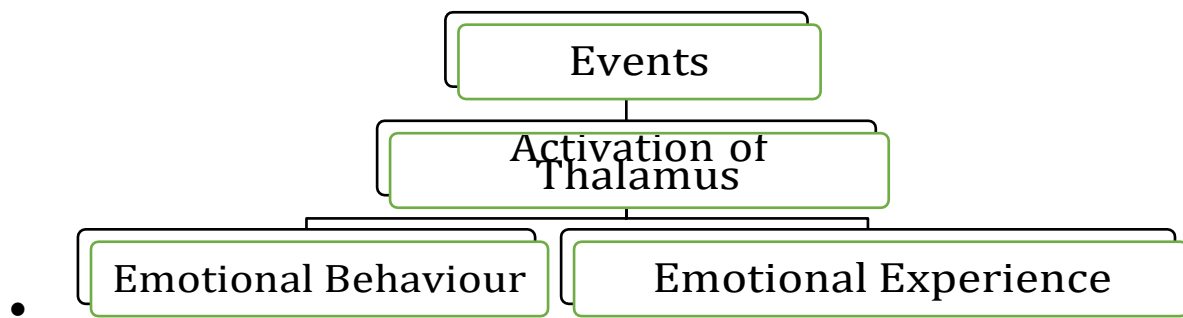 Events
Activation of
Thalamus
Emotional Behaviour
Emotional Experience